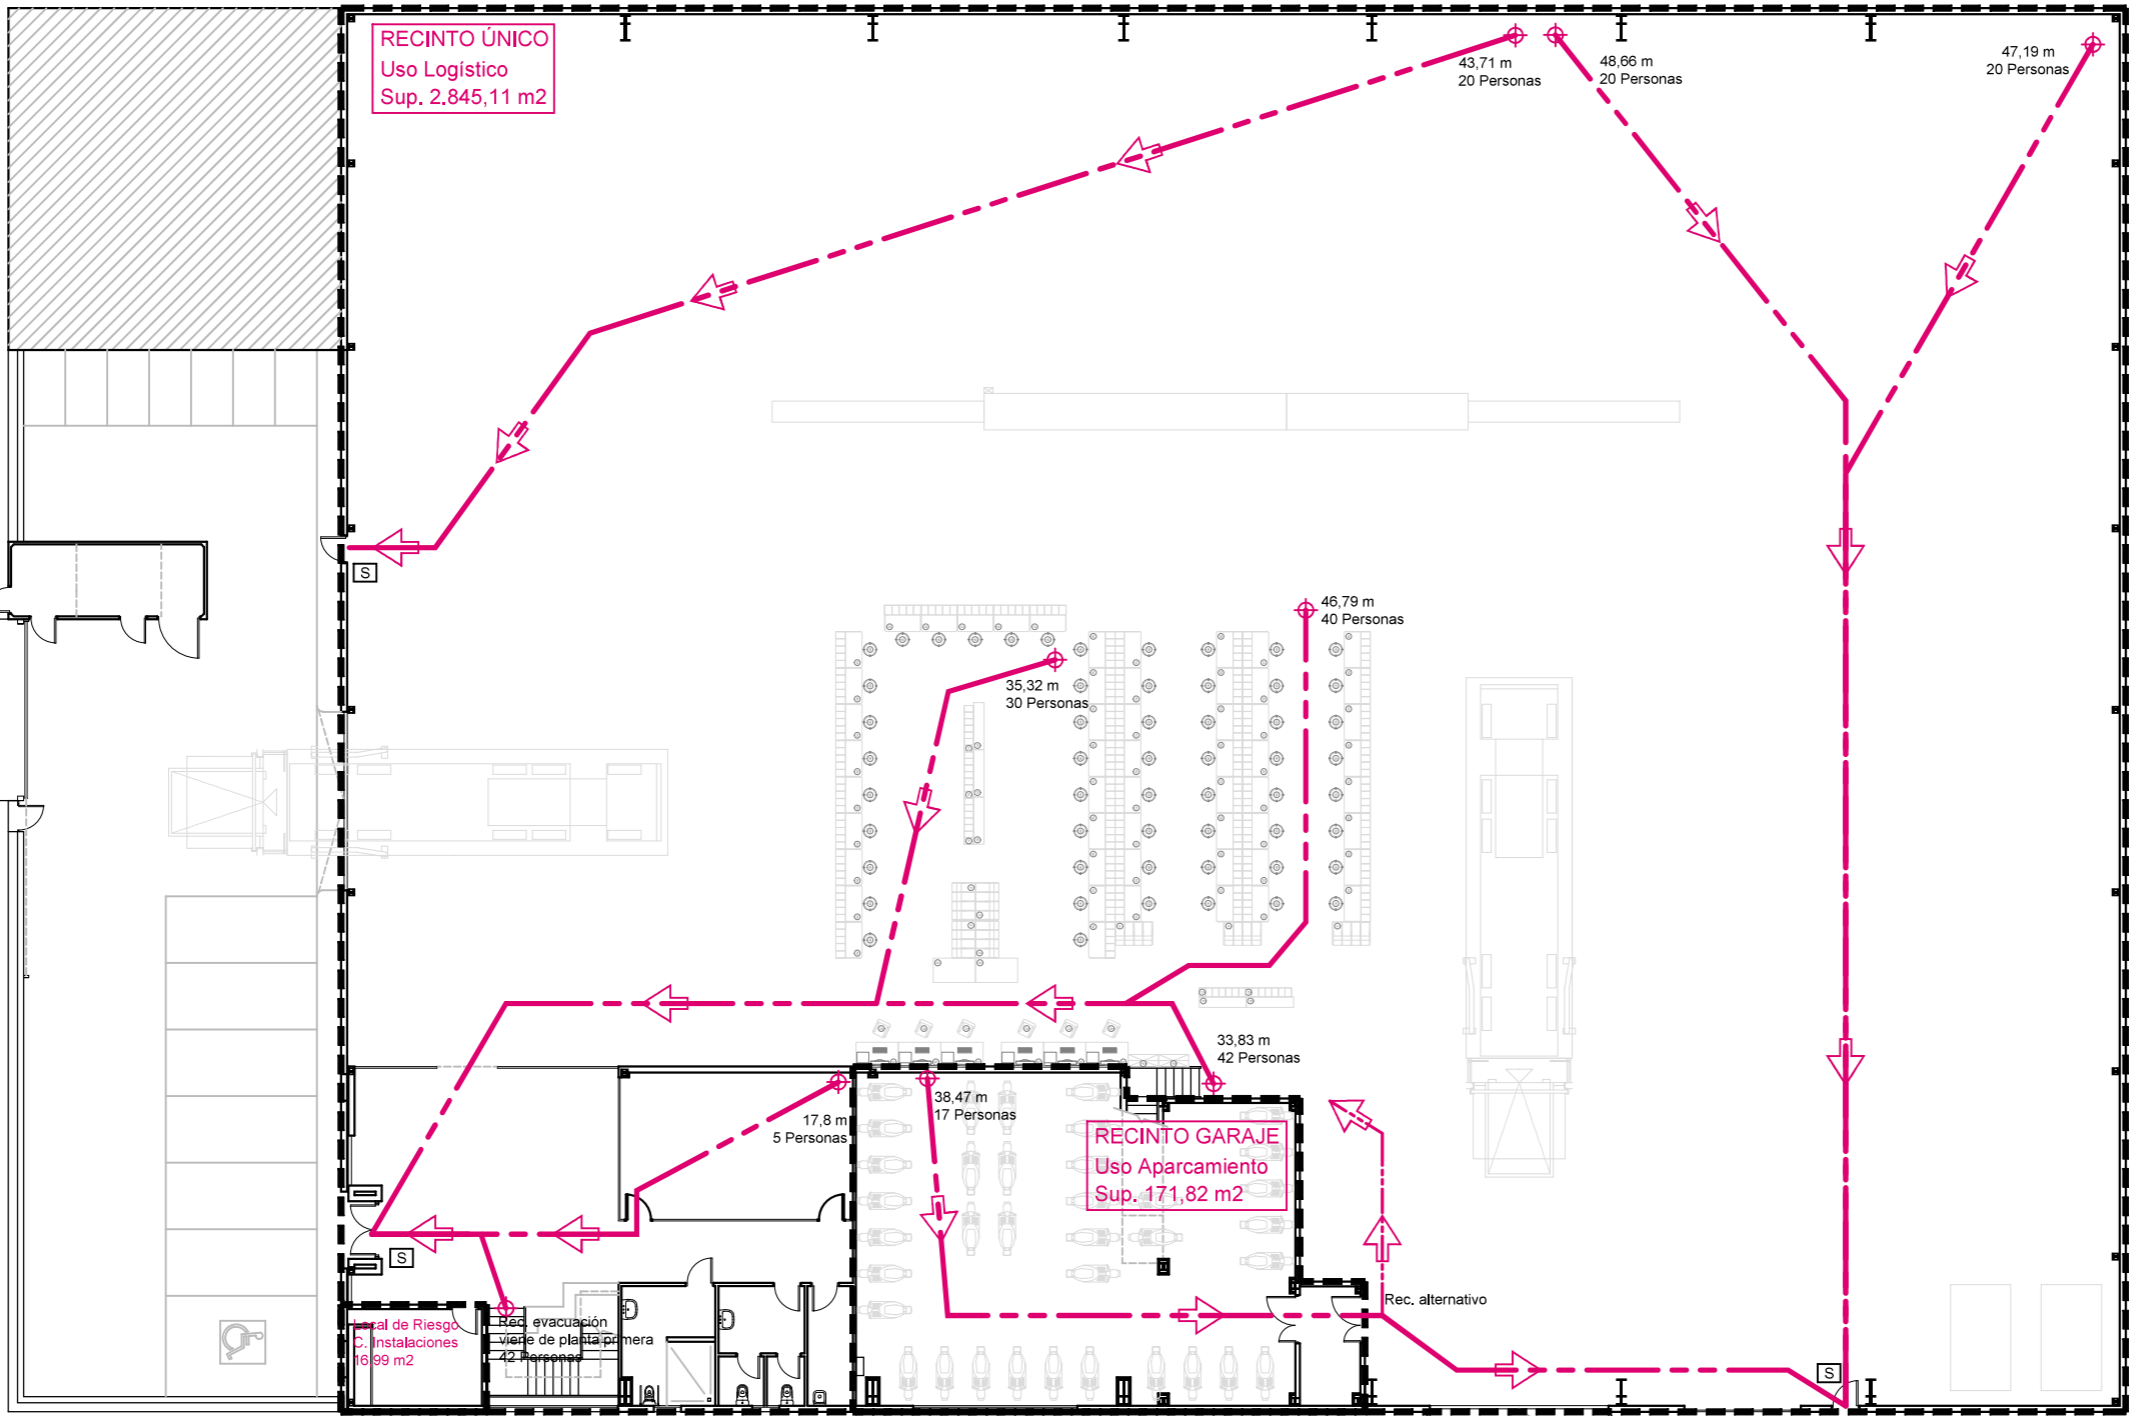 RECINTO ÚNICO
Uso Logístico
Sup. 2.845,11 m2
43,71 m
20 Personas
48,66 m
20 Personas
47,19 m
20 Personas
S
46,79 m
40 Personas
35,32 m
30 Personas
33,83 m
42 Personas
17,8 m
5 Personas
38,47 m
17 Personas
RECINTO GARAJE
Uso Aparcamiento
Sup. 171,82 m2
S
Rec. alternativo
Local de Riesgo
C. Instalaciones
16,99 m2
Rec. evacuación
viene de planta primera
42 Personas
S